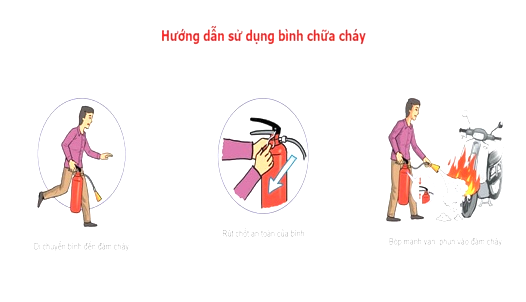 Hướng dẫn sử dụng bình chữa cháy
Di chuyển bình đến đám cháy
Rút chốt an toàn của bình
Bóp mạnh van, phun vào đám cháy